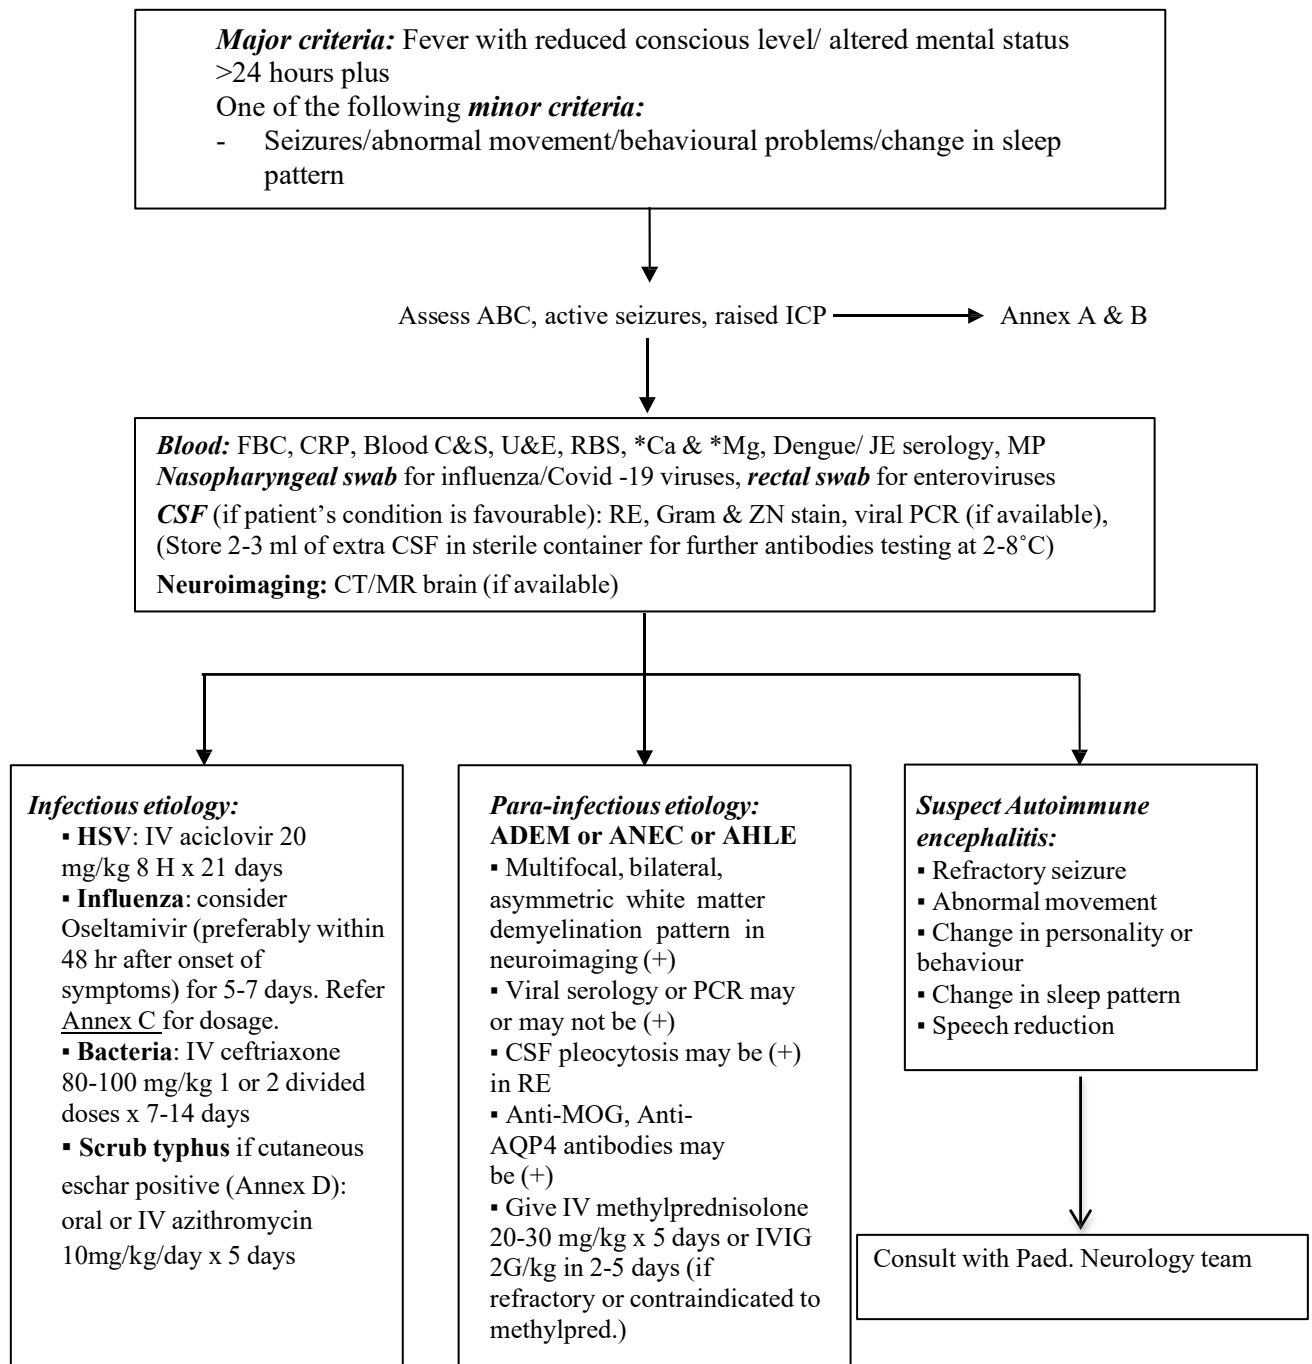 Major criteria: Fever with reduced conscious level/ altered mental status
>24 hours plus
One of the following minor criteria:
- Seizures/abnormal movement/behavioural problems/change in sleep
pattern
Assess ABC, active seizures, raised ICP
Annex A & B
Blood: FBC, CRP, Blood C&S, U&E, RBS, *Ca & *Mg, Dengue/ JE serology, MP
Nasopharyngeal swab for influenza/Covid -19 viruses, rectal swab for enteroviruses
CSF (if patient’s condition is favourable): RE, Gram & ZN stain, viral PCR (if available),
(Store 2-3 ml of extra CSF in sterile container for further antibodies testing at 2-8˚C)
Neuroimaging: CT/MR brain (if available)
Infectious etiology:
▪ HSV: IV aciclovir 20
mg/kg 8 H x 21 days
▪ Influenza: consider
Oseltamivir (preferably within
48 hr after onset of
symptoms) for 5-7 days. Refer
Annex C for dosage.
▪ Bacteria: IV ceftriaxone
80-100 mg/kg 1 or 2 divided
doses x 7-14 days
▪ Scrub typhus if cutaneous
eschar positive (Annex D):
oral or IV azithromycin
10mg/kg/day x 5 days
Para-infectious etiology:
ADEM or ANEC or AHLE
▪ Multifocal, bilateral,
asymmetric white matter
demyelination pattern in
neuroimaging (+)
▪ Viral serology or PCR may
or may not be (+)
▪ CSF pleocytosis may be (+)
in RE
▪ Anti-MOG, Anti-
AQP4 antibodies may
be (+)
▪ Give IV methylprednisolone
20-30 mg/kg x 5 days or IVIG
2G/kg in 2-5 days (if
refractory or contraindicated to
methylpred.)
Suspect Autoimmune
encephalitis:
▪ Refractory seizure
▪ Abnormal movement
▪ Change in personality or
behaviour
▪ Change in sleep pattern
▪ Speech reduction
Consult with Paed. Neurology team